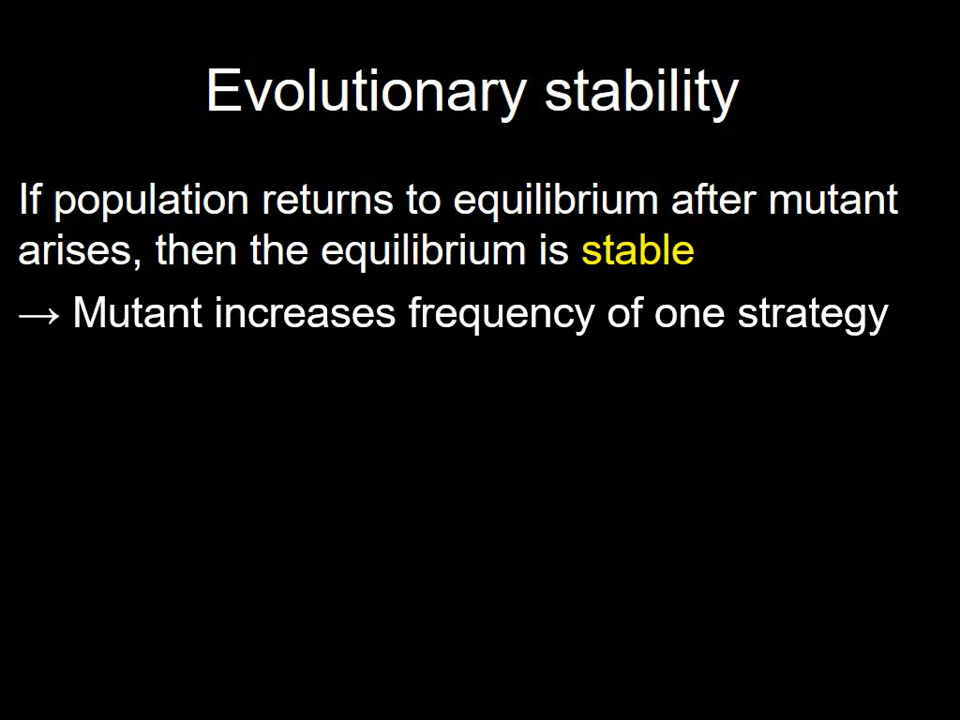 Evolutionary stability
If population returns to equilibrium after mutant
arises, then the equilibrium is stable
→ Mutant increases frequency of one strategy